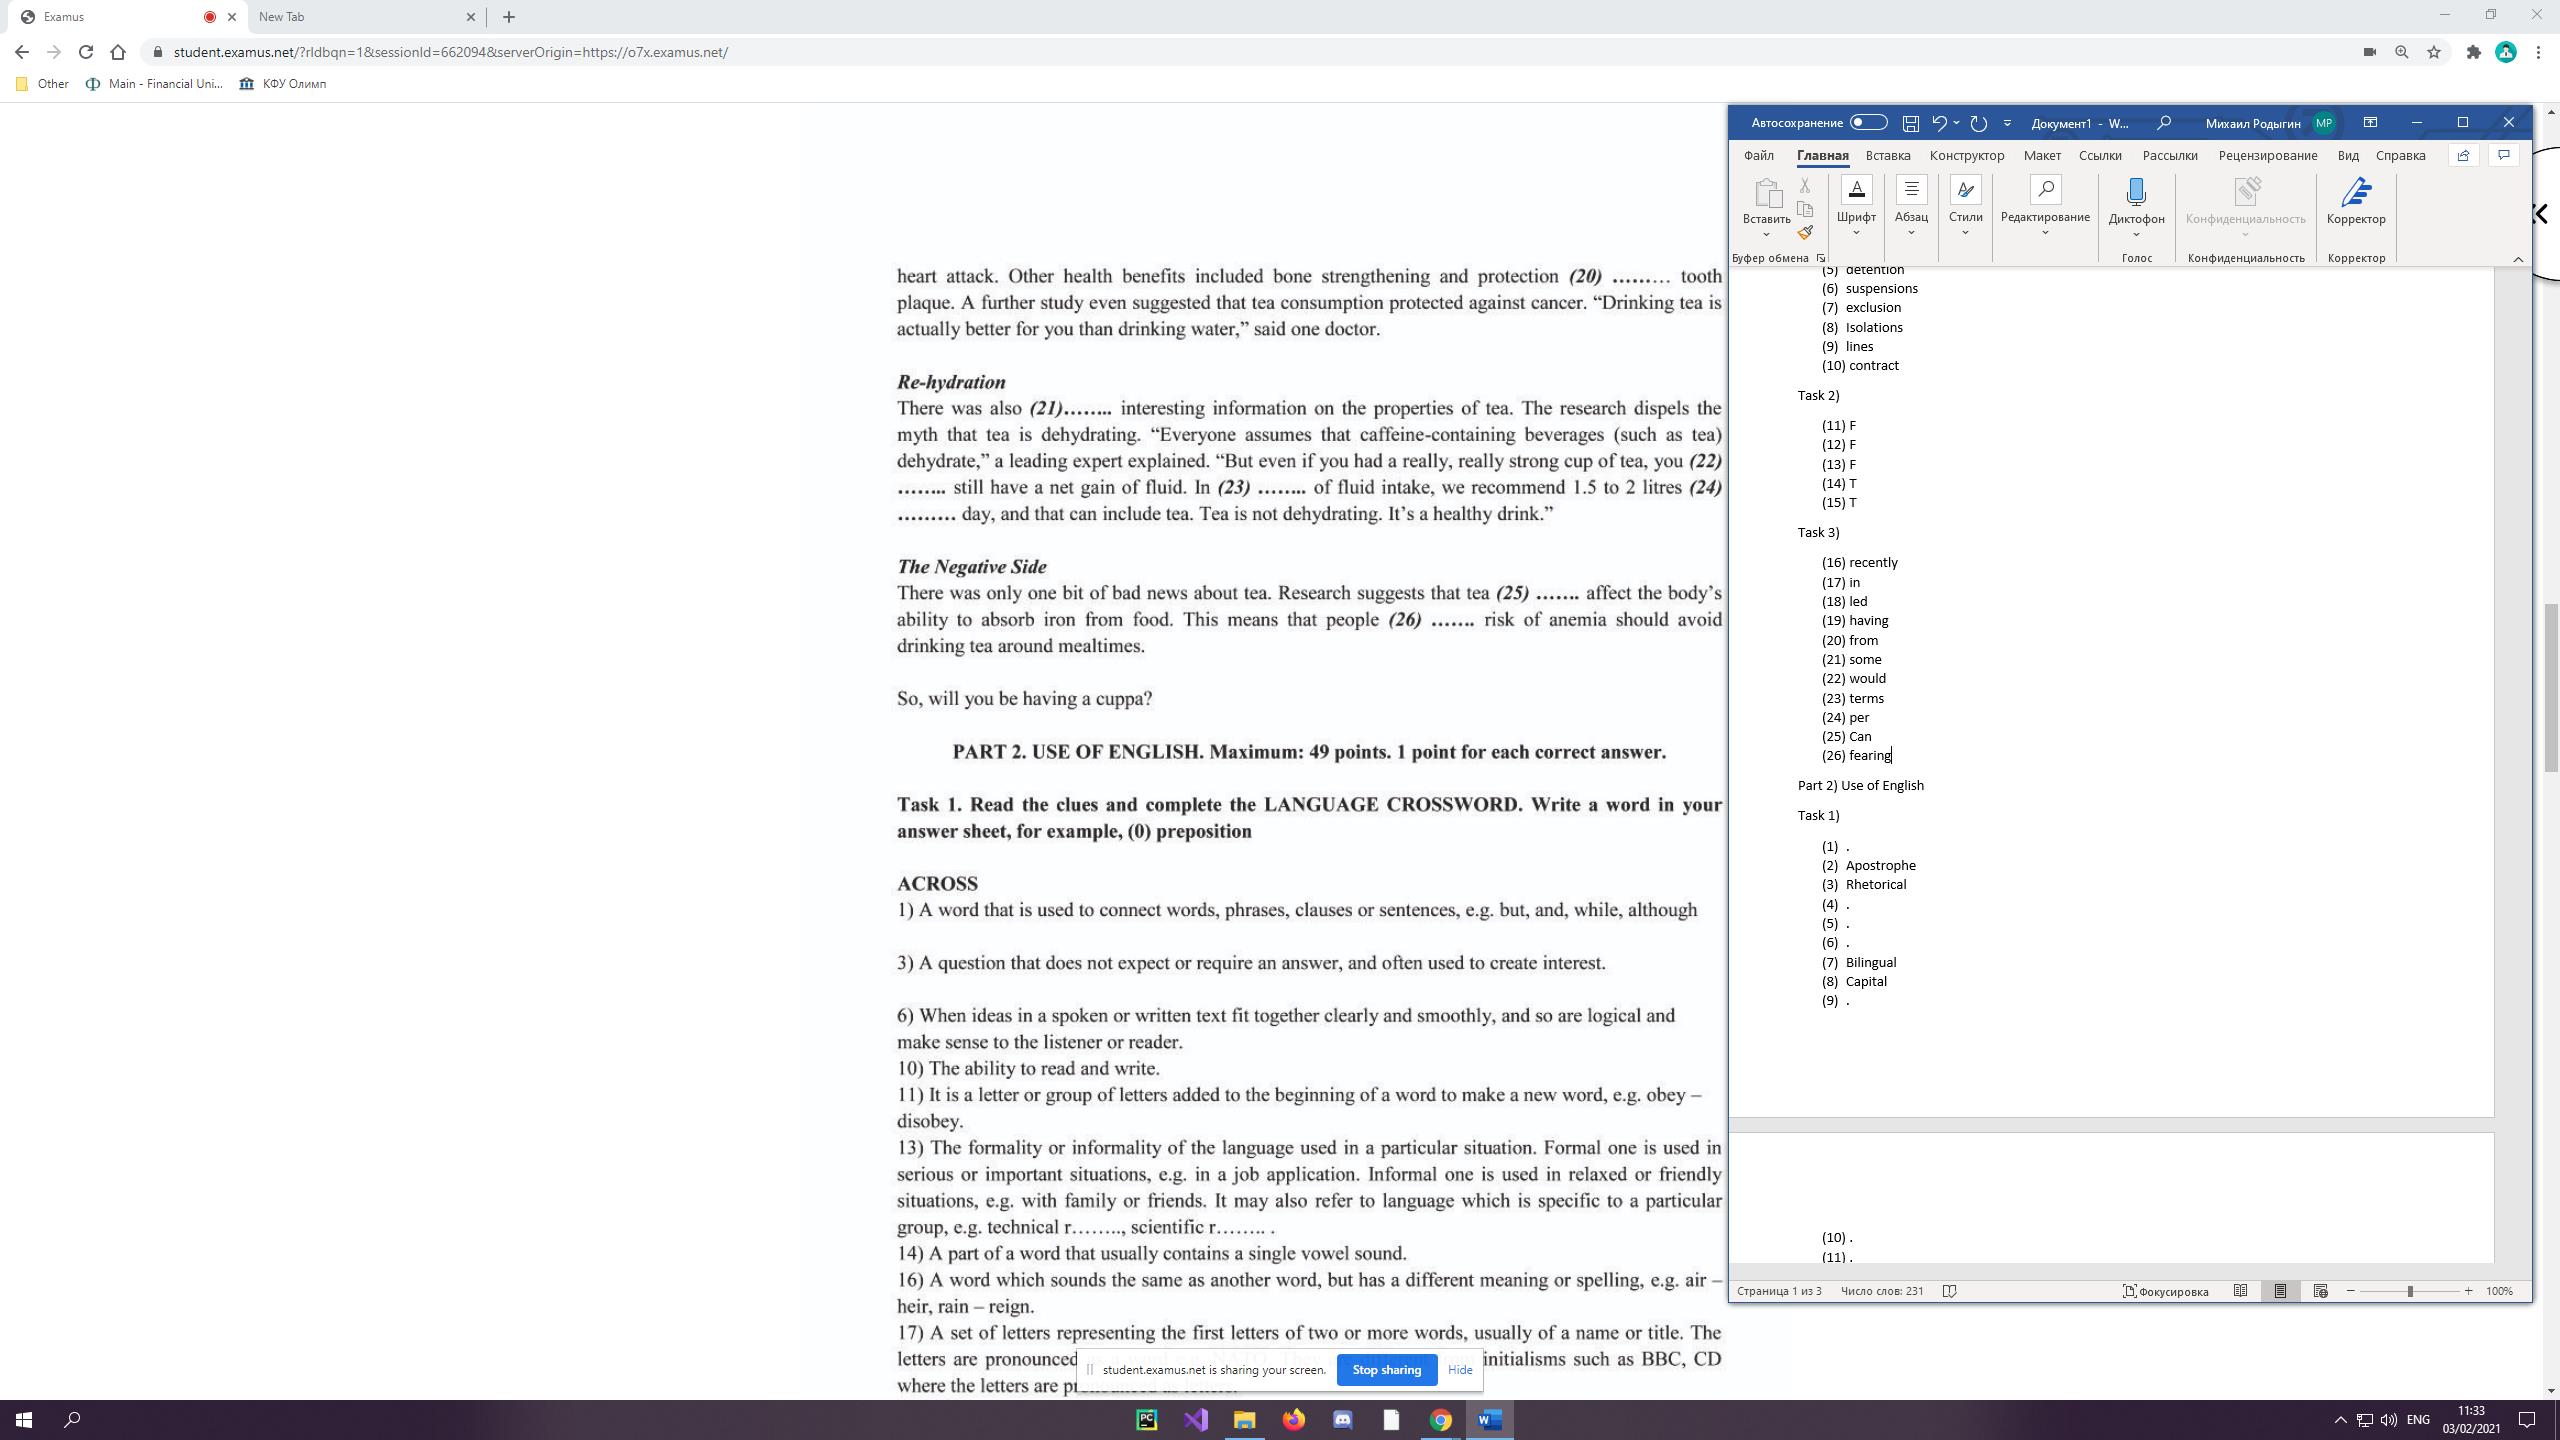 Examus
New Tab
student.examus.net/?rldbqn=1&sessionId=662094&serverOrigin=https://o7x.examus.net/
Other
Main - Financial Uni...
КФУ Олимп
heart attack. Other health benefits included bone strengthening and protection (20) ……… tooth
plaque. A further study even suggested that tea consumption protected against cancer. “Drinking tea is
actually better for you than drinking water,” said one doctor.
Re-hydration
There was also (21)…….. interesting information on the properties of tea. The research dispels the
myth that tea is dehydrating. “Everyone assumes that caffeine-containing beverages (such as tea)
dehydrate,” a leading expert explained. “But even if you had a really, really strong cup of tea, you (22)
…….. still have a net gain of fluid. In (23) …….. of fluid intake, we recommend 1.5 to 2 litres (24)
……… day, and that can include tea. Tea is not dehydrating. It’s a healthy drink.”
The Negative Side
There was only one bit of bad news about tea. Research suggests that tea (25) ……. affect the body’s
ability to absorb iron from food. This means that people (26) ……. risk of anemia should avoid
drinking tea around mealtimes.
So, will you be having a cuppa?
PART 2. USE OF ENGLISH. Maximum: 49 points. 1 point for each correct answer.
Task 1. Read the clues and complete the LANGUAGE CROSSWORD. Write a word in your
answer sheet, for example, (0) preposition
ACROSS
1) A word that is used to connect words, phrases, clauses or sentences, e.g. but, and, while, although
3) A question that does not expect or require an answer, and often used to create interest.
6) When ideas in a spoken or written text fit together clearly and smoothly, and so are logical and
make sense to the listener or reader.
10) The ability to read and write.
11) It is a letter or group of letters added to the beginning of a word to make a new word, e.g. obey –
disobey.
13) The formality or informality of the language used in a particular situation. Formal one is used in
serious or important situations, e.g. in a job application. Informal one is used in relaxed or friendly
situations, e.g. with family or friends. It may also refer to language which is specific to a particular
group, e.g. technical r…….., scientific r…….. .
14) A part of a word that usually contains a single vowel sound.
16) A word which sounds the same as another word, but has a different meaning or spelling, e.g. air –
heir, rain – reign.
17) A set of letters representing the first letters of two or more words, usually of a name or title. The
letters are pronounced initialisms such as BBC, CD
where the letters are
student.examus.net is sharing your screen.
Stop sharing
Hide
Автосохранение
Документ1 - W...
Михаил Родыгин
МР
Файл
Главная
Вставка
Конструктор
Макет
Ссылки
Рассылки
Рецензирование
Вид
Справка
Вставить
Шрифт
Абзац
Стили
Редактирование
Диктофон
Конфиденциальность
Корректор
Буфер обмена
Голос
Конфиденциальность
Корректор
(5) detention
(6) suspensions
(7) exclusion
(8) Isolations
(9) lines
(10) contract
Task 2)
(11) F
(12) F
(13) F
(14) T
(15) T
Task 3)
(16) recently
(17) in
(18) led
(19) having
(20) from
(21) some
(22) would
(23) terms
(24) per
(25) Can
(26) fearing
Part 2) Use of English
Task 1)
(1) .
(2) Apostrophe
(3) Rhetorical
(4) .
(5) .
(6) .
(7) Bilingual
(8) Capital
(9) .
(10) .
(11) .
Страница 1 из 3
Число слов: 231
Фокусировка
100%
PC
ENG
11:33
03/02/2021